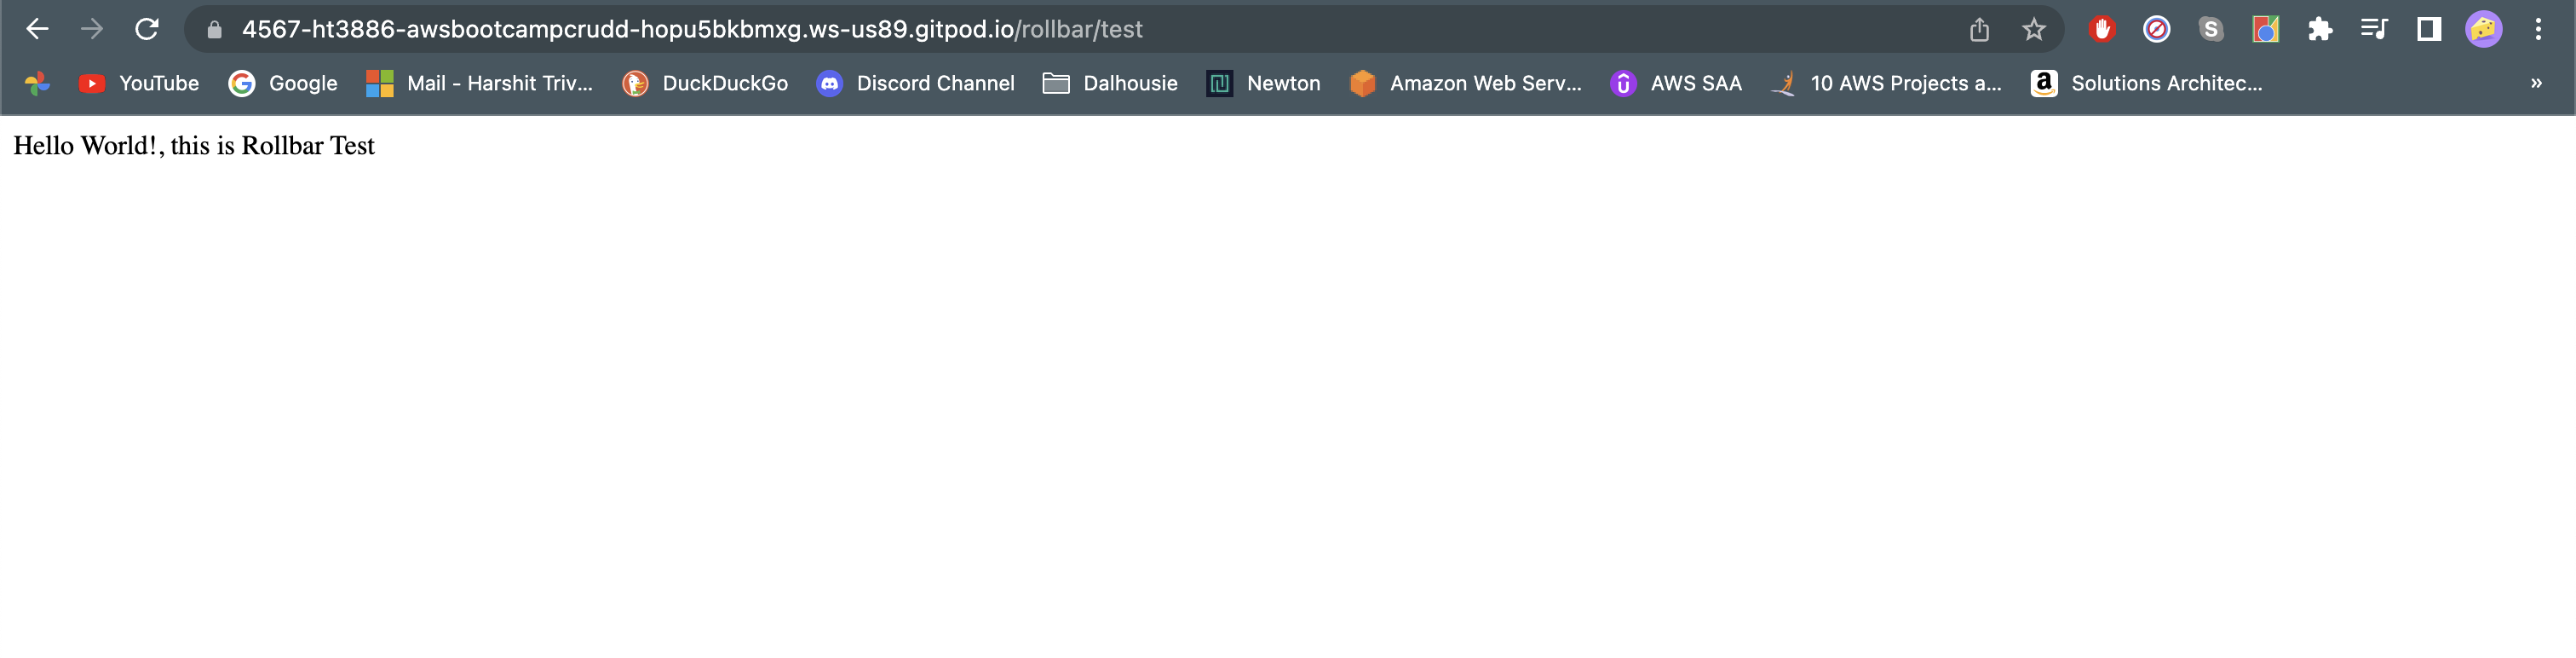 4567-ht3886-awsbootcampcrudd-hopu5bkbmxg.ws-us89.gitpod.io/rollbar/test
S
YouTube
G Google
Mail - Harshit Triv...
DuckDuckGo
Discord Channel
Dalhousie
Newton
Amazon Web Serv...
AWS SAA
10 AWS Projects a...
a Solutions Architec...
»
Hello World!, this is Rollbar Test